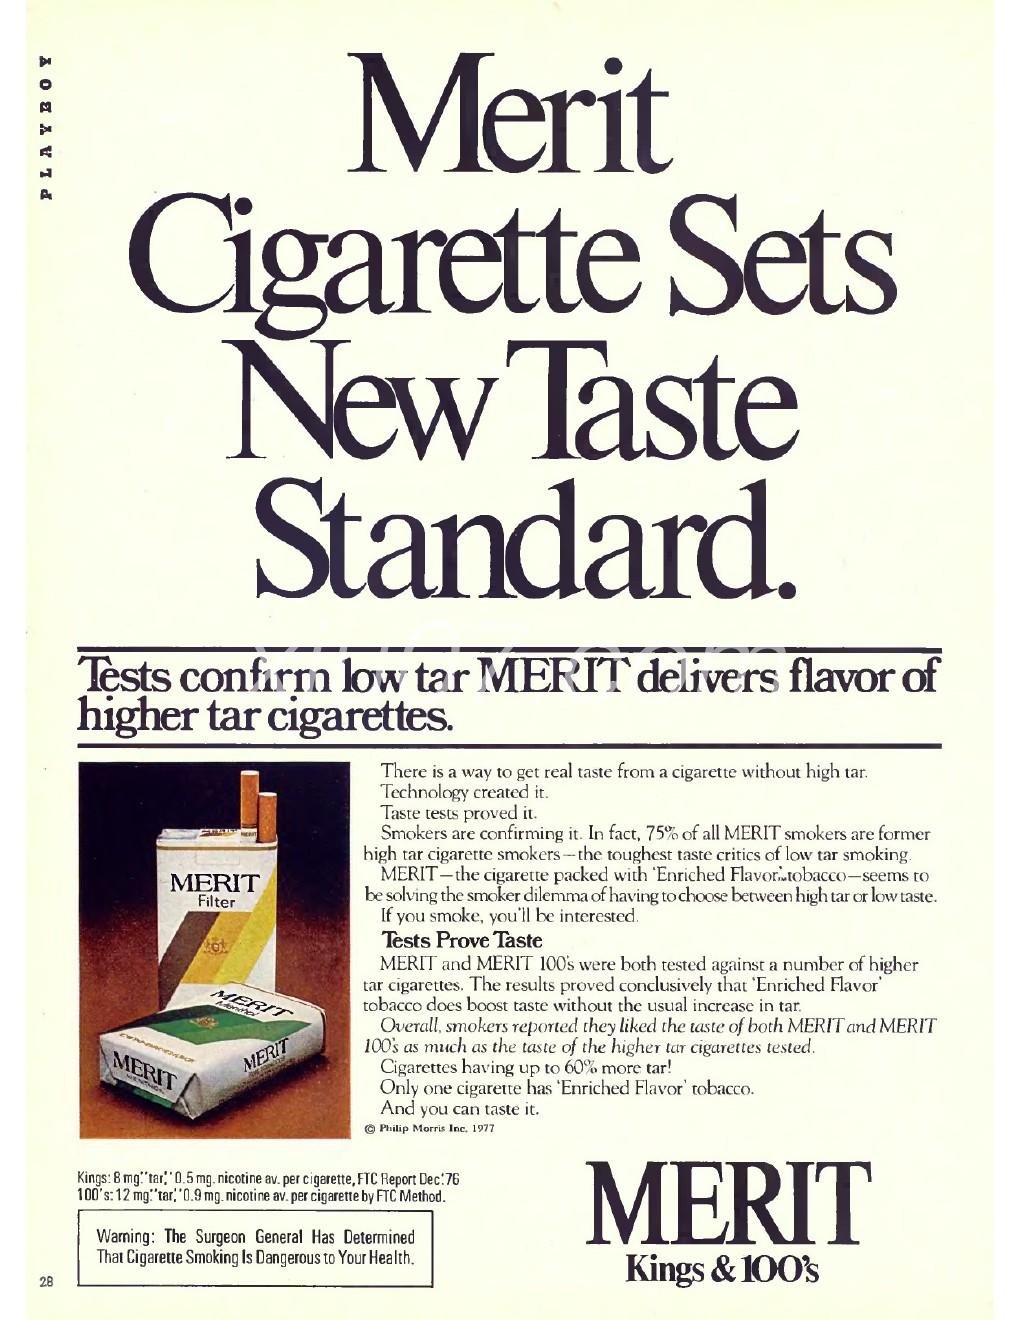 PLAYBOY
Merit
Cigarette Sets
New Taste
Standard.
Tests confirm low tar MERIT delivers flavor of
higher tar cigarettes.
MERIT
Filter
MERIT
Menthol
MERIT
MERIT
There is a way to get real taste from a cigarette without high tar.
Technology created it.
Taste tests proved it.
Smokers are confirming it. In fact, 75% of all MERIT smokers are former
high tar cigarette smokers—the toughest taste critics of low tar smoking.
MERIT—the cigarette packed with ‘Enriched Flavor’™ tobacco—seems to
be solving the smoker dilemma of having to choose between high tar or low taste.
If you smoke, you'll be interested.
Tests Prove Taste
MERIT and MERIT 100's were both tested against a number of higher
tar cigarettes. The results proved conclusively that ‘Enriched Flavor’
tobacco does boost taste without the usual increase in tar.
Overall, smokers reported they liked the taste of both MERIT and MERIT
100's as much as the taste of the higher tar cigarettes tested.
Cigarettes having up to 60% more tar!
Only one cigarette has ‘Enriched Flavor’ tobacco.
And you can taste it.
© Philip Morris Inc. 1977
Kings: 8 mg. "tar," 0.5 mg. nicotine av. per cigarette, FTC Report Dec. '76
100's: 12 mg. "tar," 0.9 mg. nicotine av. per cigarette by FTC Method.
Warning: The Surgeon General Has Determined
That Cigarette Smoking Is Dangerous to Your Health.
MERIT
Kings & 100's
28